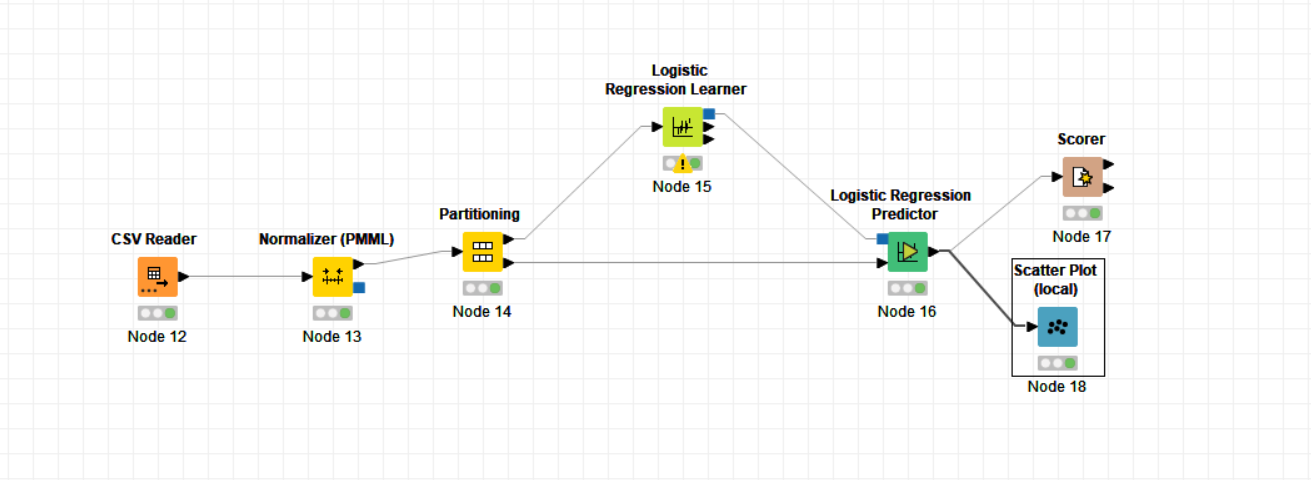 Logistic
Regression Learner
Node 15
Scorer
Node 17
Logistic Regression
Predictor
Node 16
Partitioning
Node 14
CSV Reader
Node 12
Normalizer (PMML)
Node 13
Scatter Plot
(local)
Node 18